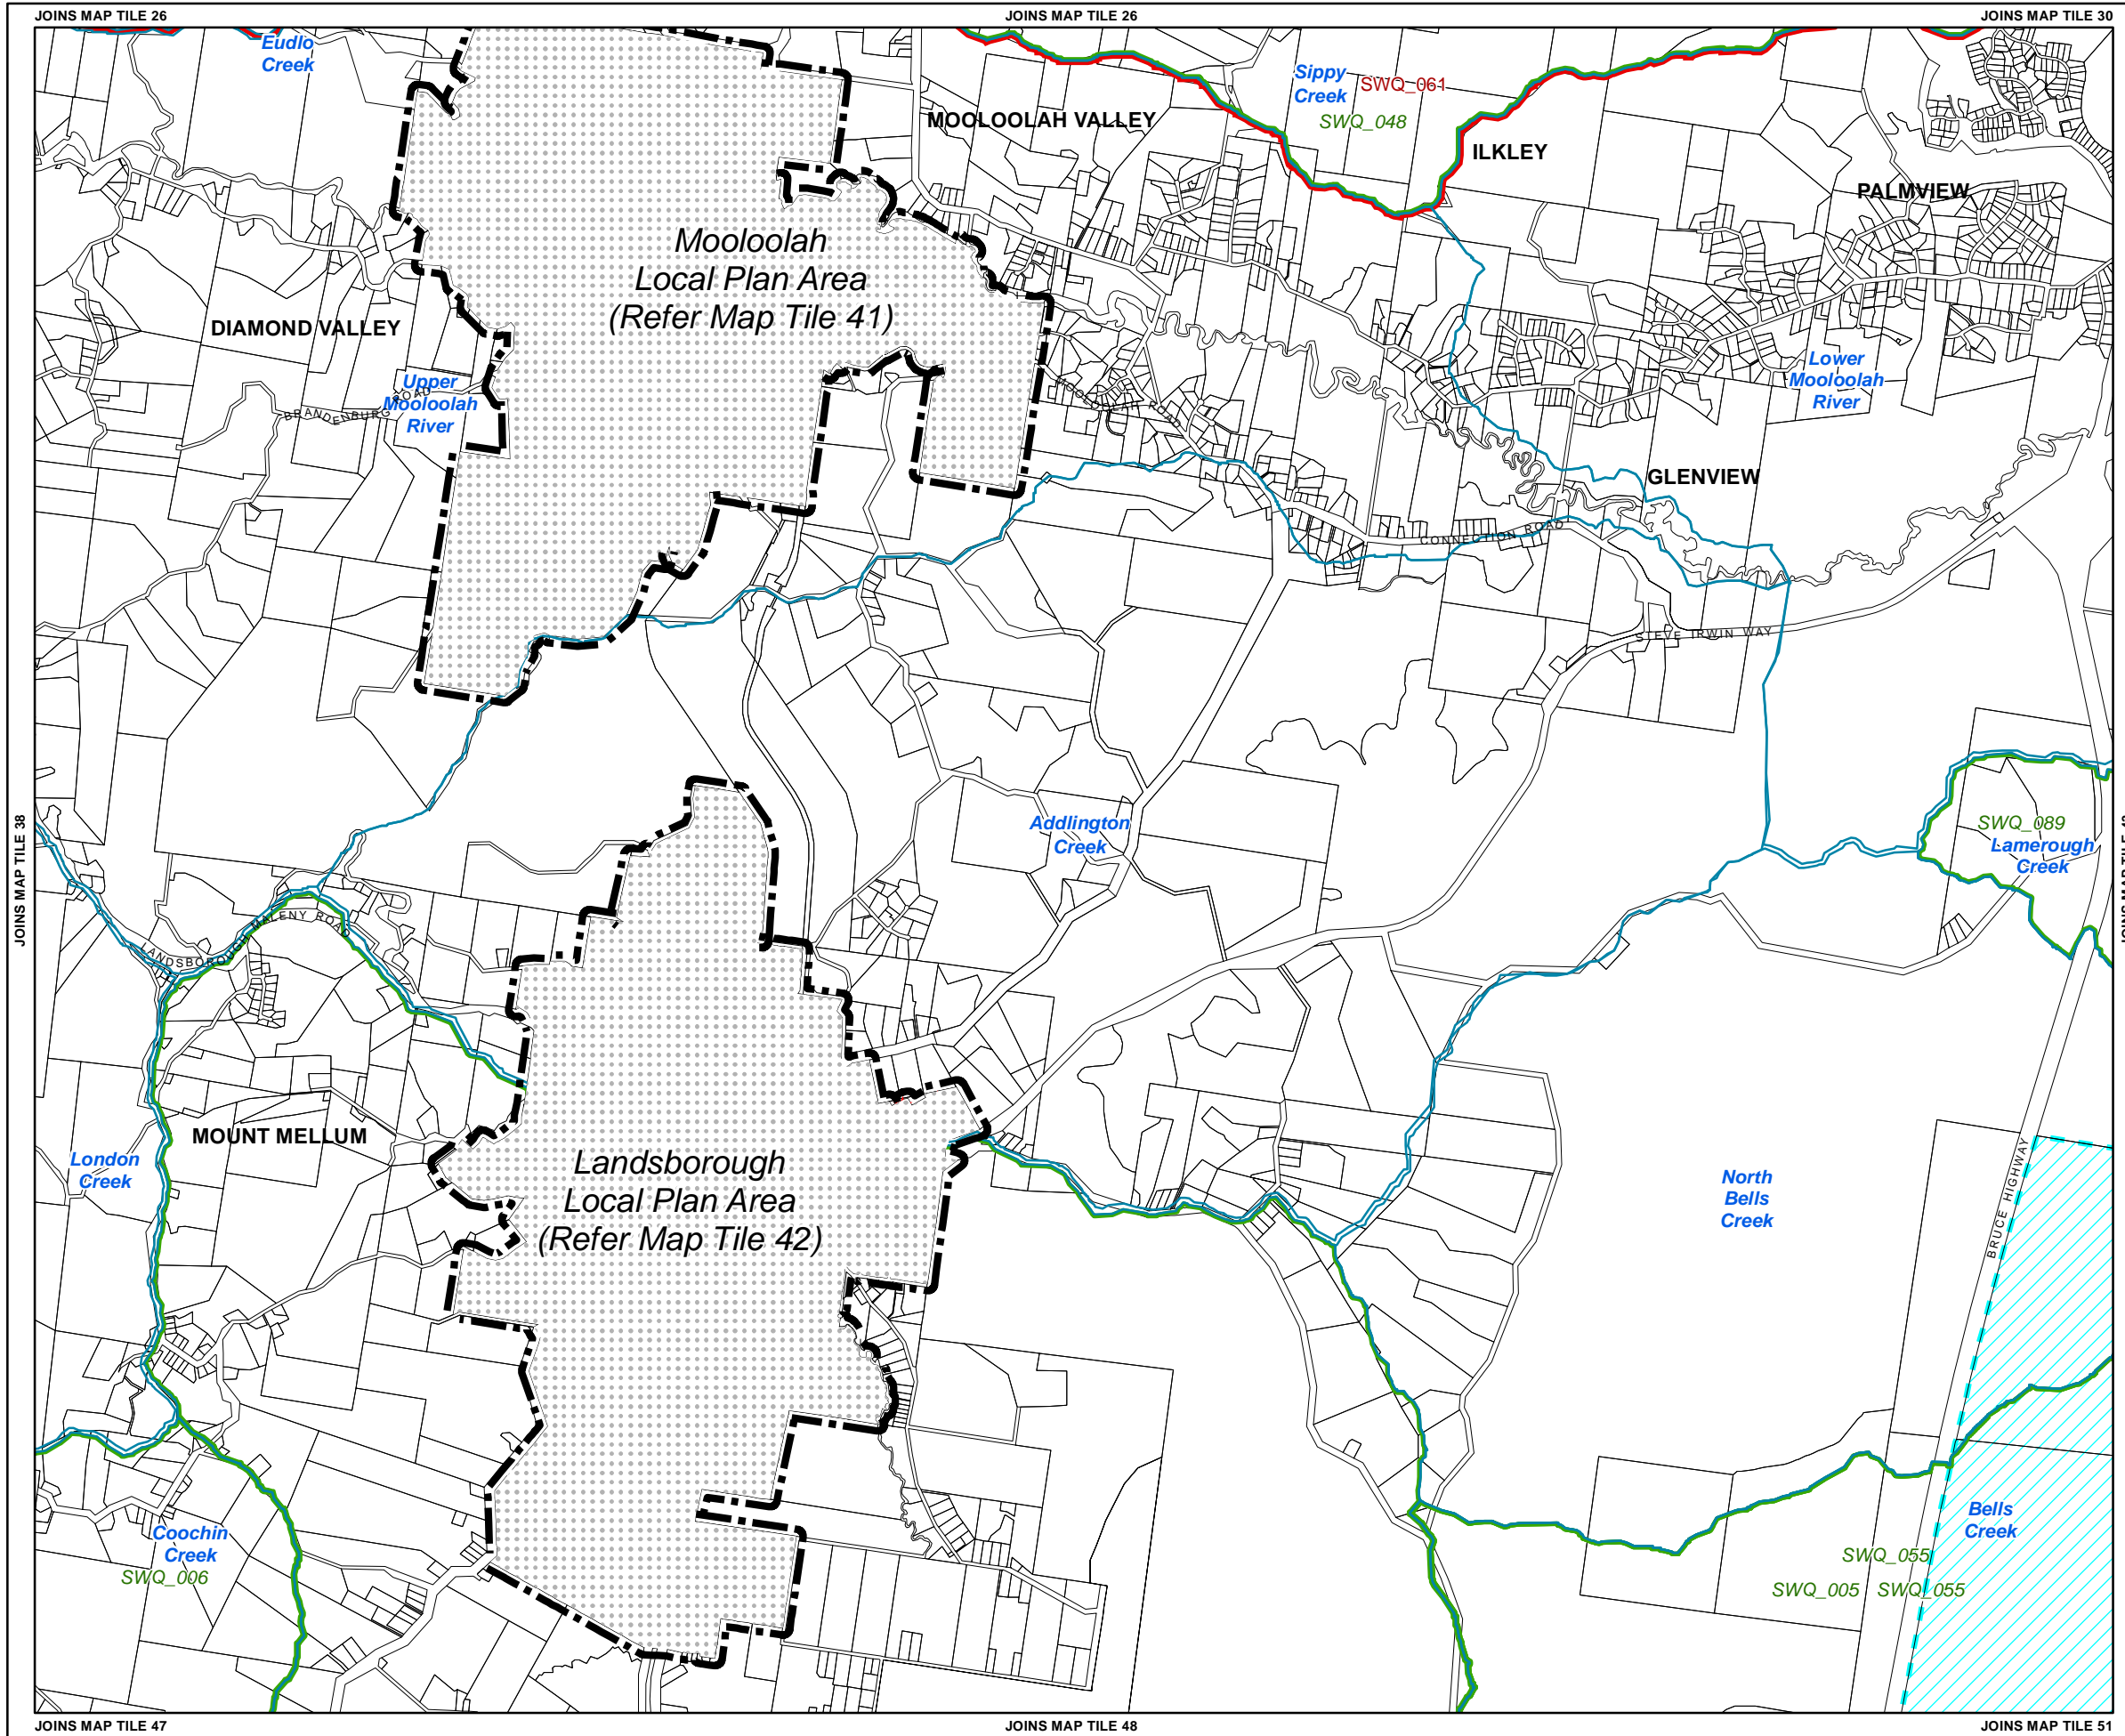 JOINS MAP TILE 26
JOINS MAP TILE 26
JOINS MAP TILE 30
Eudlo
Creek
Sippy
Creek
SWQ_061
SWQ_048
MOOLOOLAH VALLEY
ILKLEY
PALMVIEW
Mooloolah
Local Plan Area
(Refer Map Tile 41)
DIAMOND VALLEY
Upper
Mooloolah
River
BRANDENBURG ROAD
MOOLOOLAH ROAD
Lower
Mooloolah
River
GLENVIEW
CONNECTION ROAD
STEVE IRWIN WAY
JOINS MAP TILE 38
Addlington
Creek
SWQ_089
Lamerough
Creek
LANDSBOROUGH MALENY ROAD
MOUNT MELLUM
London
Creek
Landsborough
Local Plan Area
(Refer Map Tile 42)
North
Bells
Creek
BRUCE HIGHWAY
Coochin
Creek
SWQ_006
Bells
Creek
SWQ_055
SWQ_005
SWQ_055
JOINS MAP TILE 47
JOINS MAP TILE 48
JOINS MAP TILE 51